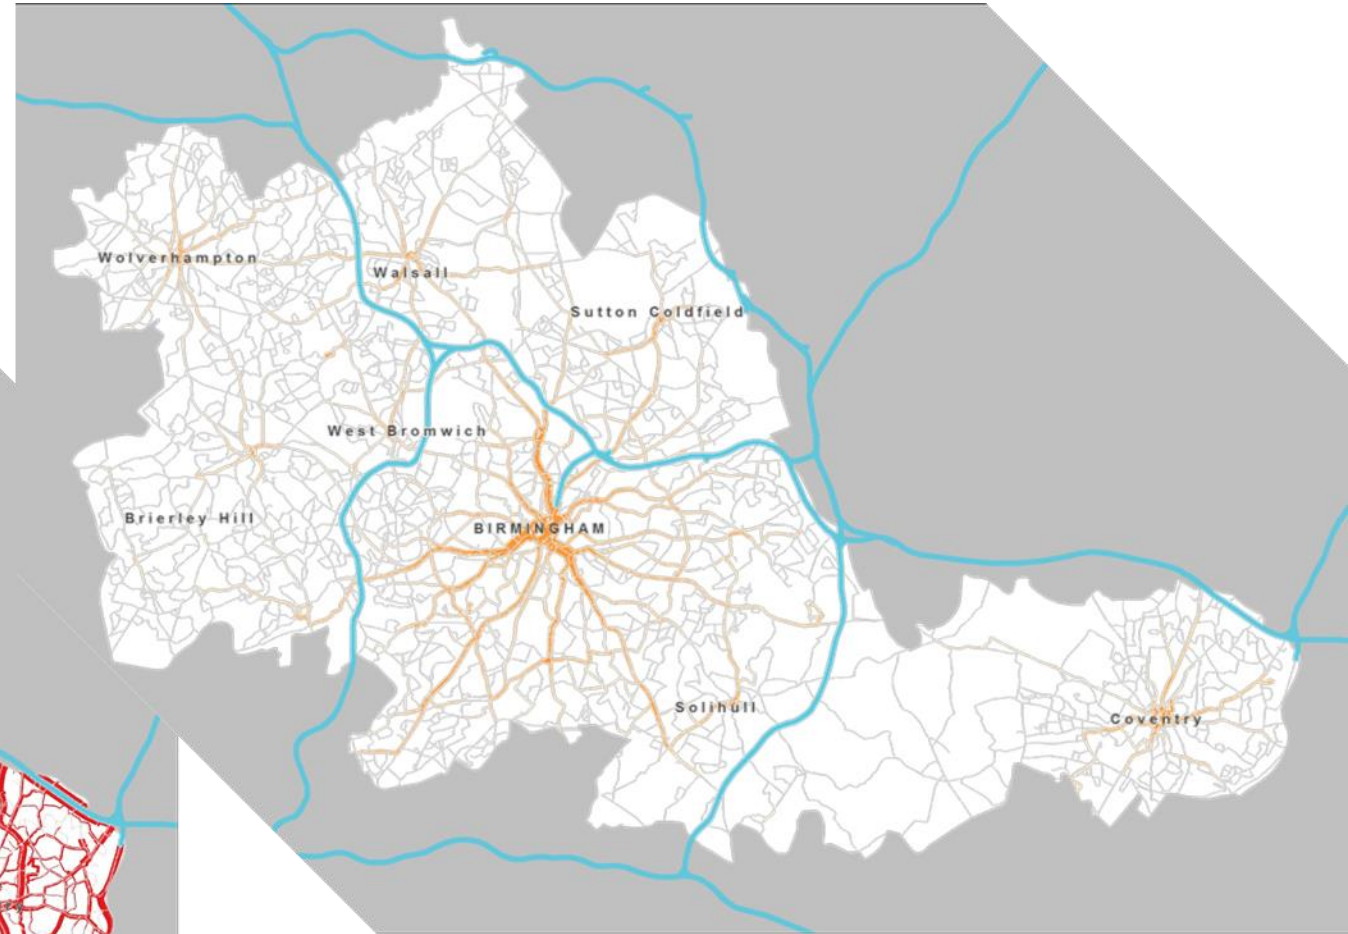 Wolverhampton
Walsall
Sutton Coldfield
West Bromwich
Brierley Hill
BIRMINGHAM
Solihull
Coventry